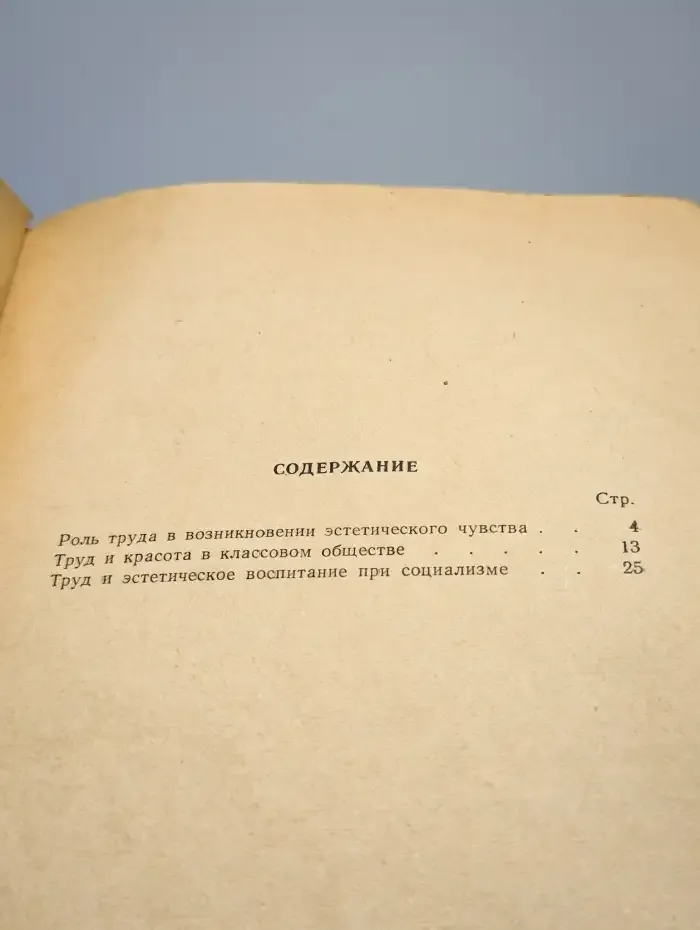 СОДЕРЖАНИЕ
Стр.
Роль труда в возникновении эстетического чувства . . 4
Труд и красота в классовом обществе . . . . . 13
Труд и эстетическое воспитание при социализме . . 25